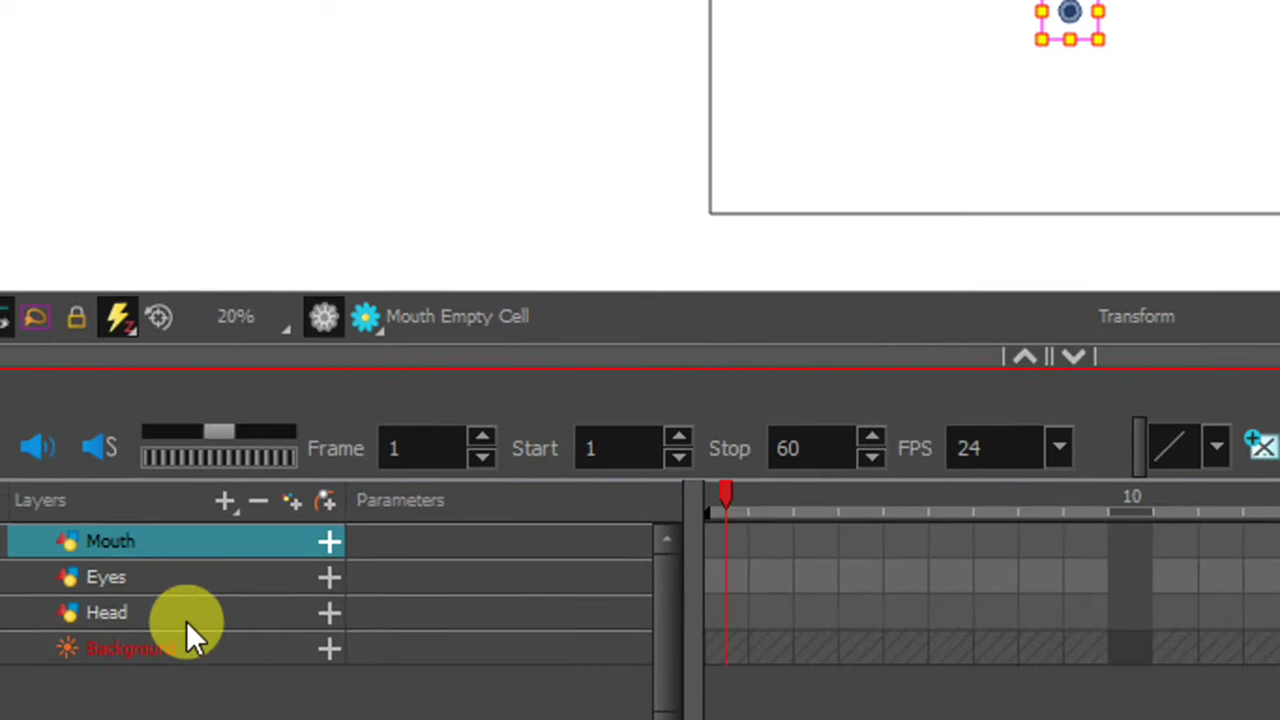 20% Mouth Empty Cell Transform
S Frame 1 Start 1 Stop 60 FPS 24
Layers Parameters 10
Mouth
Eyes
Head
Background